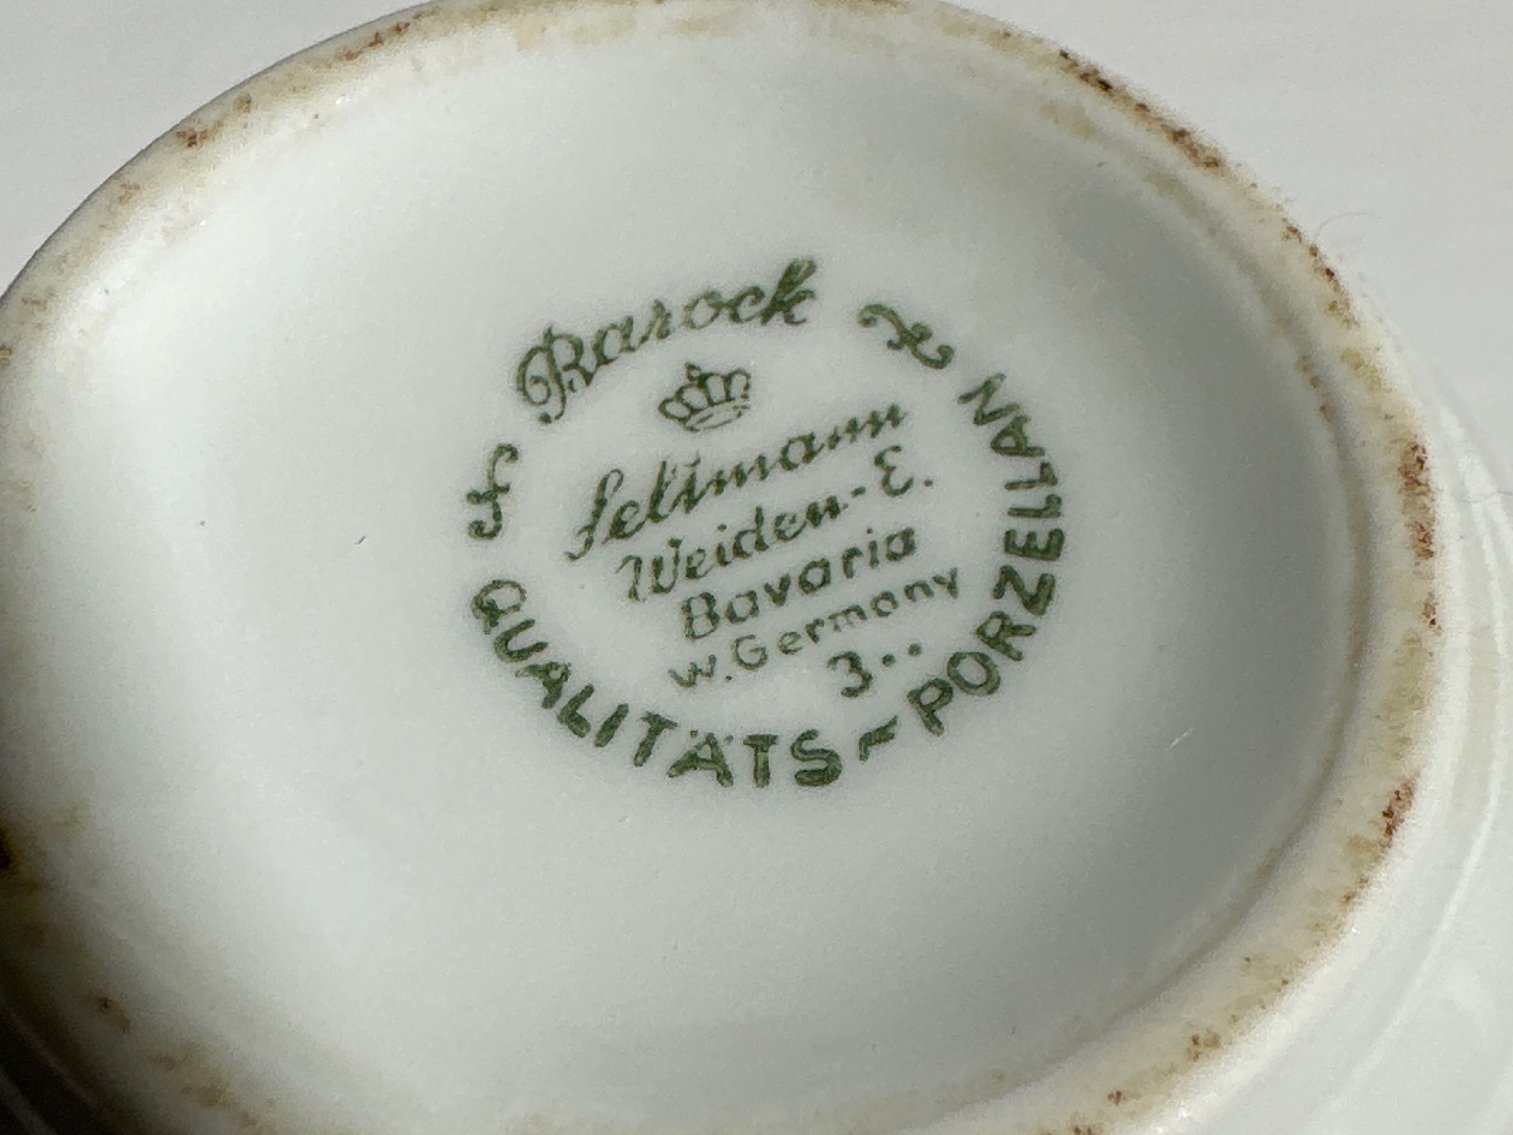 Barock
Seltmann
Weiden-E.
Bavaria
W. Germany
3..
QUALITÄTS-PORZELLAN